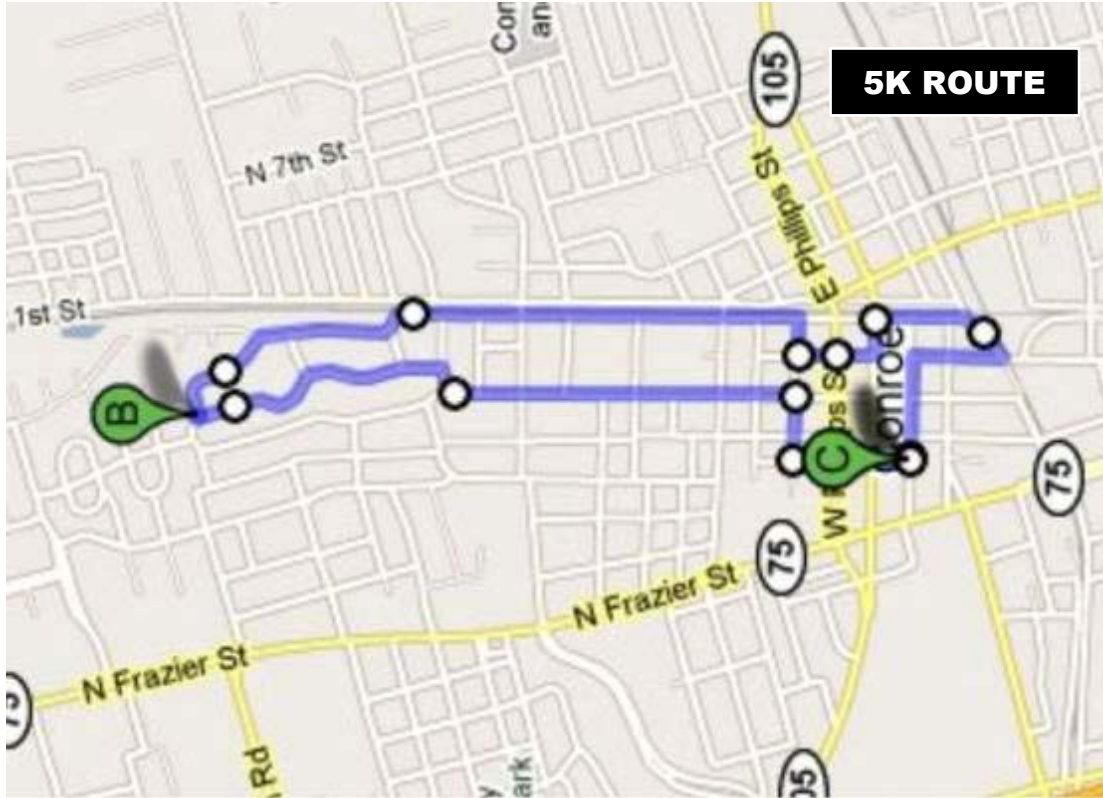 5K ROUTE
Con
an
105
N 7th St
E Phillips St
1st St
B
Conroe
W Phillips St
C
75
75
N Frazier St
N Frazier St
75
Rd
ark